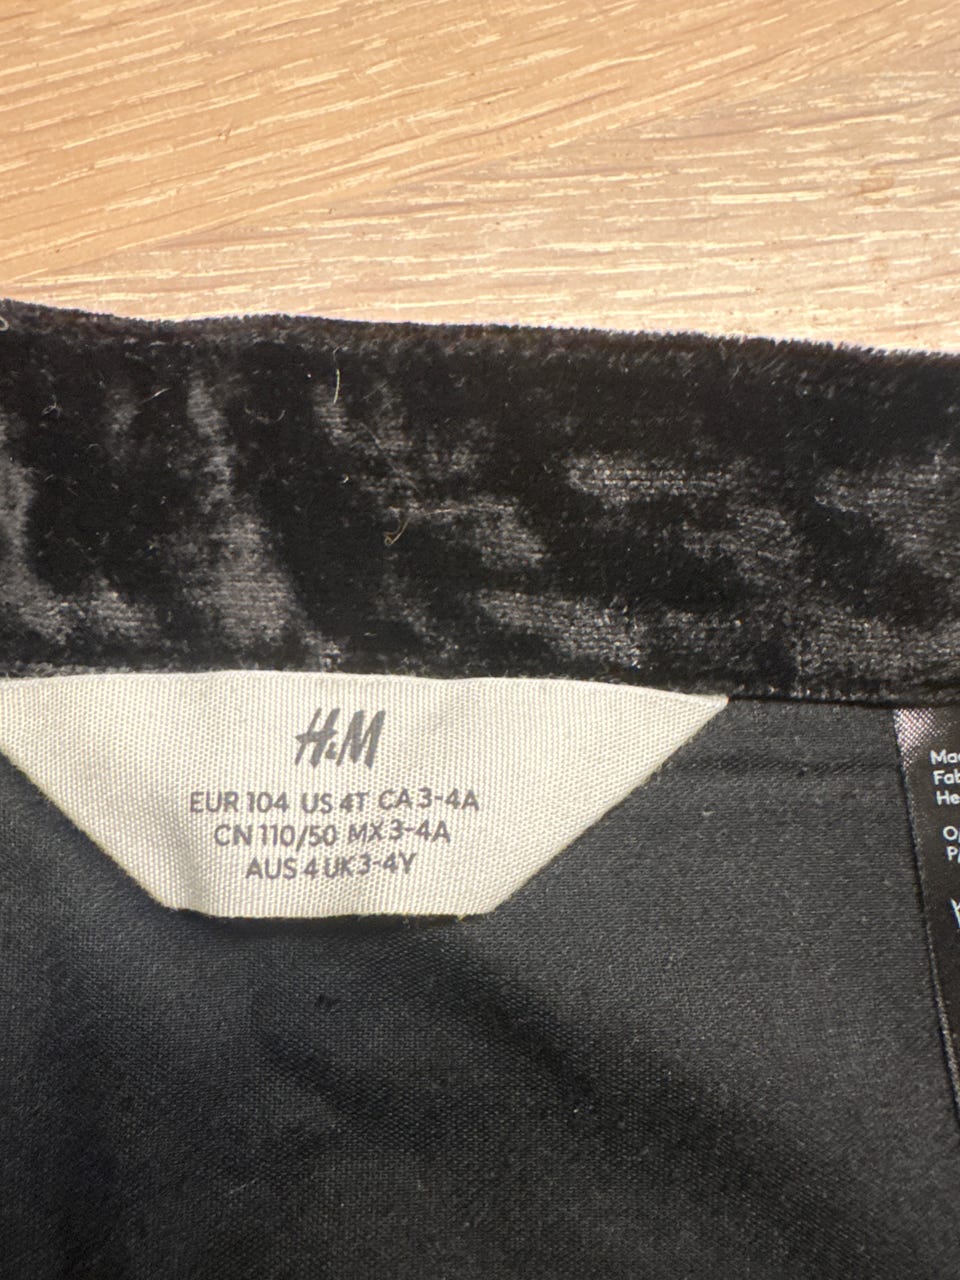 H&M
EUR 104 US 4T CA 3-4A
CN 110/50 MX 3-4A
AUS 4 UK 3-4Y